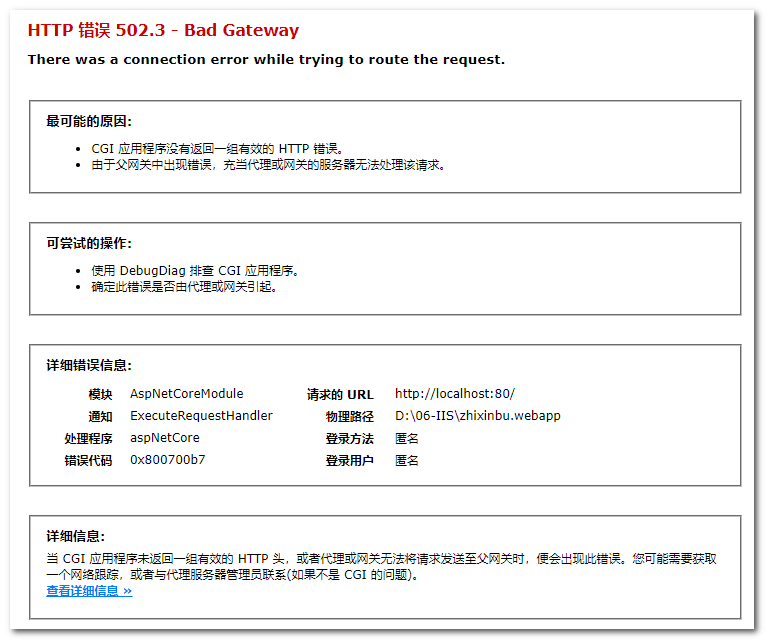 HTTP 错误 502.3 - Bad Gateway
There was a connection error while trying to route the request.
最可能的原因:
• CGI 应用程序没有返回一组有效的 HTTP 错误。
• 由于父网关中出现错误，充当代理或网关的服务器无法处理该请求。
可尝试的操作:
• 使用 DebugDiag 排查 CGI 应用程序。
• 确定此错误是否由代理或网关引起。
详细错误信息:
模块 AspNetCoreModule 请求的 URL http://localhost:80/
通知 ExecuteRequestHandler 物理路径 D:\06-IIS\zhixinbu.webapp
处理程序 aspNetCore 登录方法 匿名
错误代码 0x800700b7 登录用户 匿名
详细信息:
当 CGI 应用程序未返回一组有效的 HTTP 头，或者代理或网关无法将请求发送至父网关时，便会出现此错误。您可能需要获取
一个网络跟踪，或者与代理服务器管理员联系(如果不是 CGI 的问题)。
查看详细信息 »